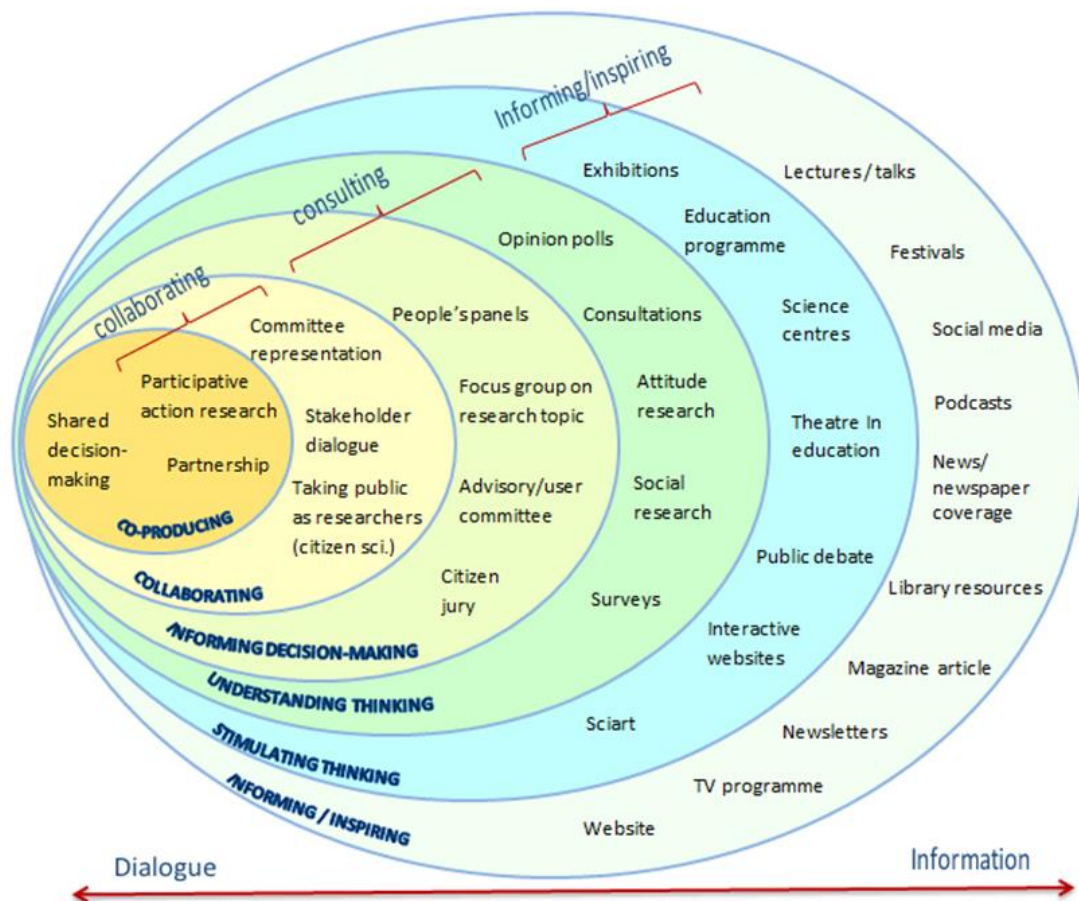 Informing/inspiring
consulting
collaborating
Exhibitions
Lectures / talks
Education
programme
Opinion polls
Festivals
Science
centres
People's panels
Consultations
Social media
Committee
representation
Participative
action research
Focus group on
research topic
Attitude
research
Podcasts
Shared
decision-
making
Stakeholder
dialogue
Theatre In
education
Partnership
News/
newspaper
coverage
Taking public
as researchers
(citizen sci.)
Advisory/user
committee
Social
research
CO-PRODUCING
Public debate
Citizen
jury
Library resources
COLLABORATING
Surveys
Interactive
websites
INFORMING DECISION-MAKING
Magazine article
UNDERSTANDING THINKING
Sciart
Newsletters
STIMULATING THINKING
TV programme
INFORMING / INSPIRING
Website
Dialogue
Information